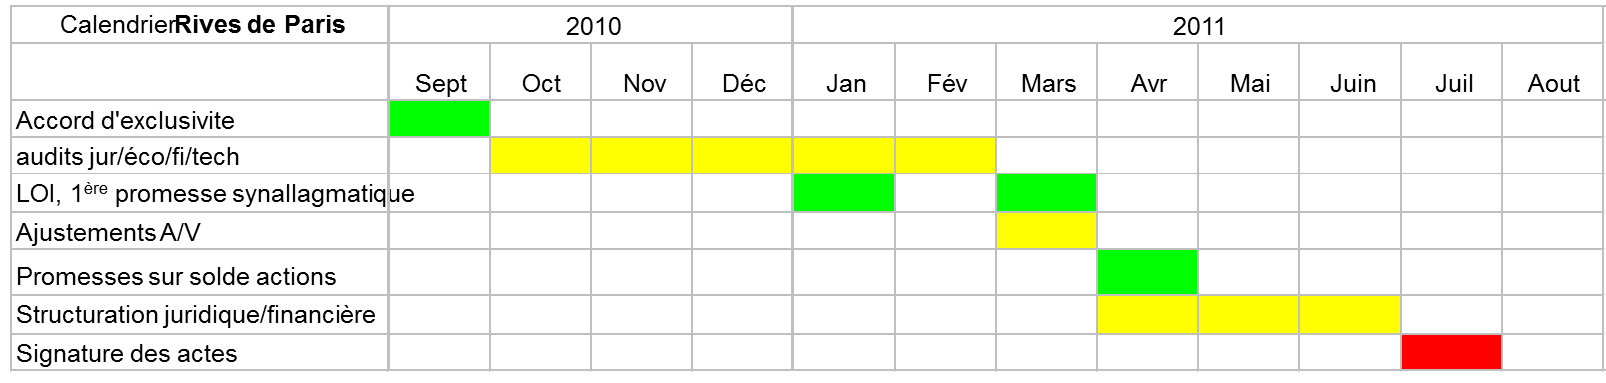 Calendrier Rives de Paris 2010 2011
Sept Oct Nov Déc Jan Fév Mars Avr Mai Juin Juil Aout
Accord d'exclusivite
audits jur/éco/fi/tech
LOI, 1ère promesse synallagmatique
Ajustements A/V
Promesses sur solde actions
Structuration juridique/financière
Signature des actes